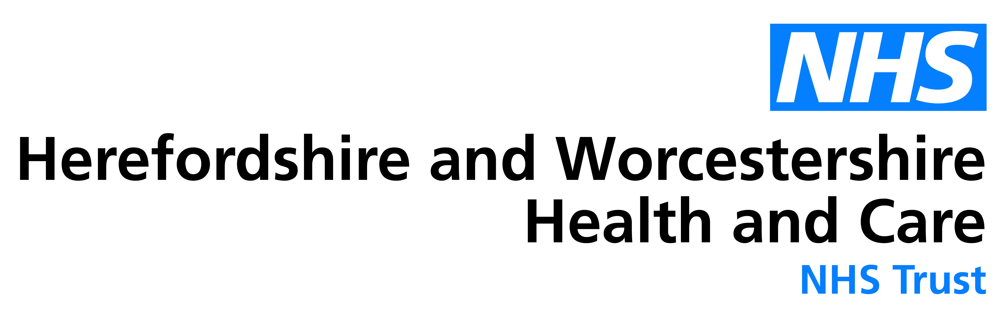 NHS
Herefordshire and Worcestershire
Health and Care
NHS Trust